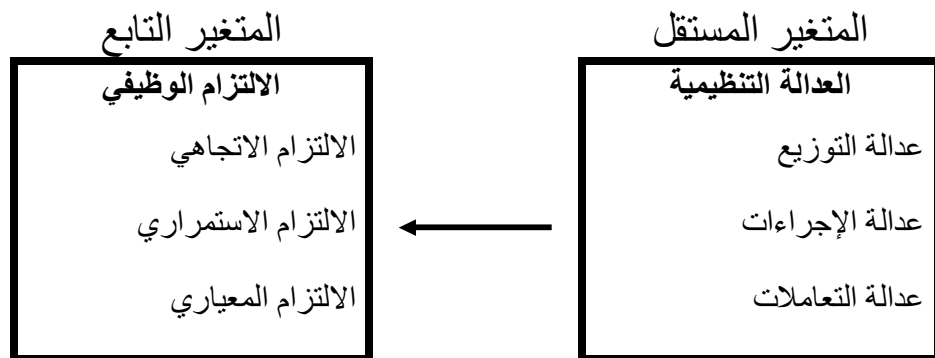 المتغير المستقل
العدالة التنظيمية
عدالة التوزيع
عدالة الإجراءات
عدالة التعاملات
المتغير التابع
الالتزام الوظيفي
الالتزام الاتجاهي
الالتزام الاستمراري
الالتزام المعياري